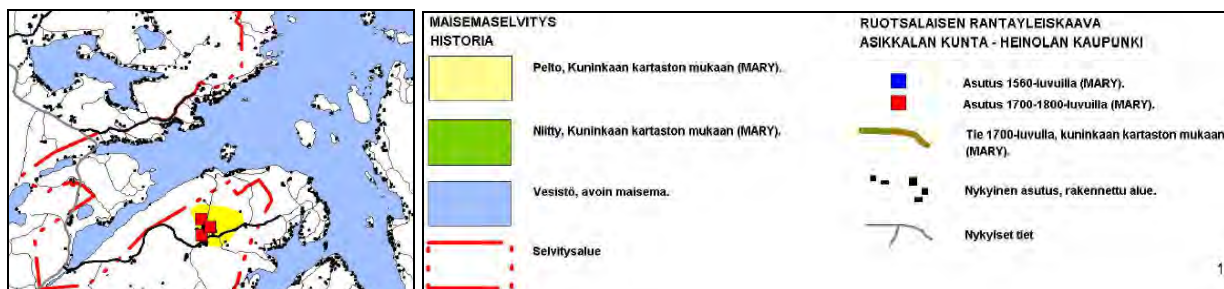 MAISEMASELVITYS
HISTORIA
Pelto, Kuninkaan kartaston mukaan (MARY).
Niitty, Kuninkaan kartaston mukaan (MARY).
Vesistö, avoin maisema.
Selvitysalue
RUOTSALAISEN RANTAYLEISKAAVA
ASIKKALAN KUNTA - HEINOLAN KAUPUNKI
Asutus 1560-luvuilla (MARY).
Asutus 1700-1800-luvuilla (MARY).
Tie 1700-luvulla, kuninkaan kartaston mukaan
(MARY).
Nykyinen asutus, rakennettu alue.
Nykyiset tiet
1